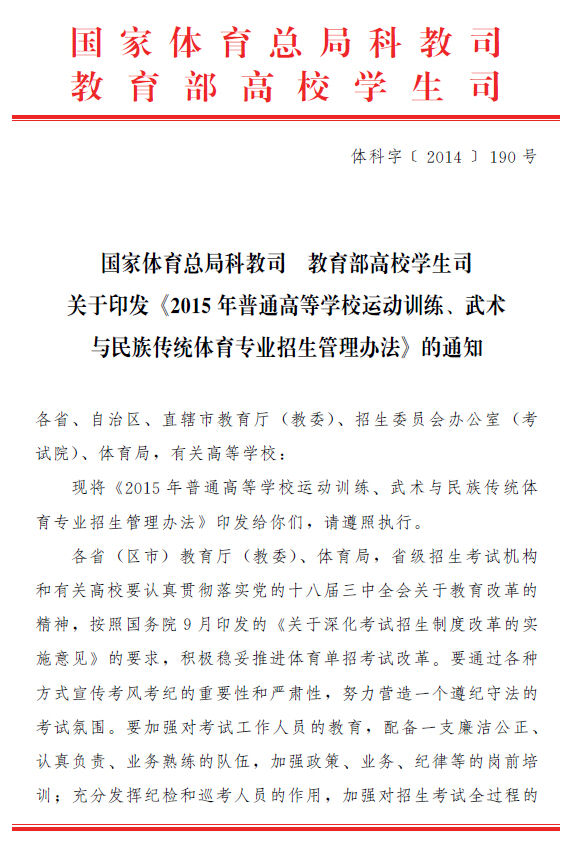 国家体育总局科教司
教育部高校学生司
体科字〔2014〕190号
国家体育总局科教司 教育部高校学生司
关于印发《2015年普通高等学校运动训练、武术
与民族传统体育专业招生管理办法》的通知
各省、自治区、直辖市教育厅（教委）、招生委员会办公室（考
试院）、体育局，有关高等学校：
现将《2015年普通高等学校运动训练、武术与民族传统体
育专业招生管理办法》印发给你们，请遵照执行。
各省（区市）教育厅（教委）、体育局，省级招生考试机构
和有关高校要认真贯彻落实党的十八届三中全会关于教育改革的
精神，按照国务院9月印发的《关于深化考试招生制度改革的实
施意见》的要求，积极稳妥推进体育单招考试改革。要通过各种
方式宣传考风考纪的重要性和严肃性，努力营造一个遵纪守法的
考试氛围。要加强对考试工作人员的教育，配备一支廉洁公正、
认真负责、业务熟练的队伍，加强政策、业务、纪律等的岗前培
训；充分发挥纪检和巡考人员的作用，加强对招生考试全过程的